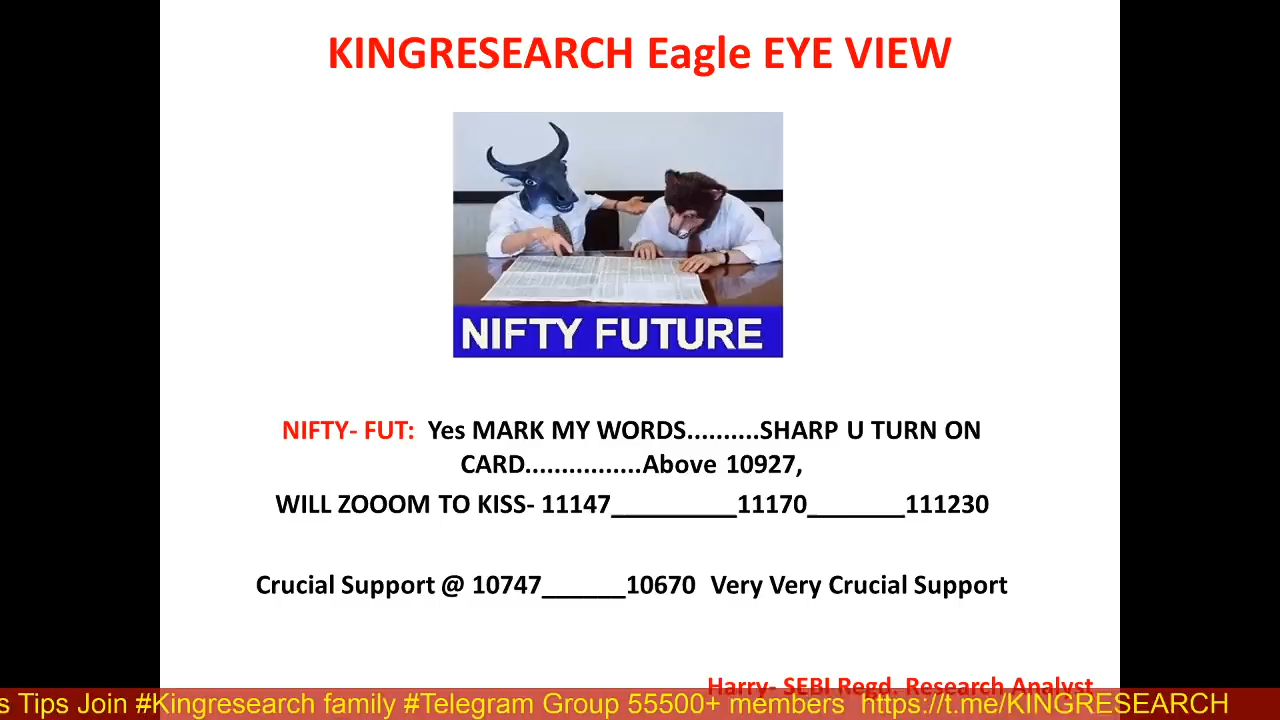 KINGRESEARCH Eagle EYE VIEW
NIFTY FUTURE
NIFTY- FUT: Yes MARK MY WORDS..........SHARP U TURN ON
CARD................Above 10927,
WILL ZOOOM TO KISS- 11147_________11170_______111230
Crucial Support @ 10747______10670 Very Very Crucial Support
Harry- SEBI Regd. Research Analyst
s Tips Join #Kingresearch family #Telegram Group 55500+ members https://t.me/KINGRESEARCH